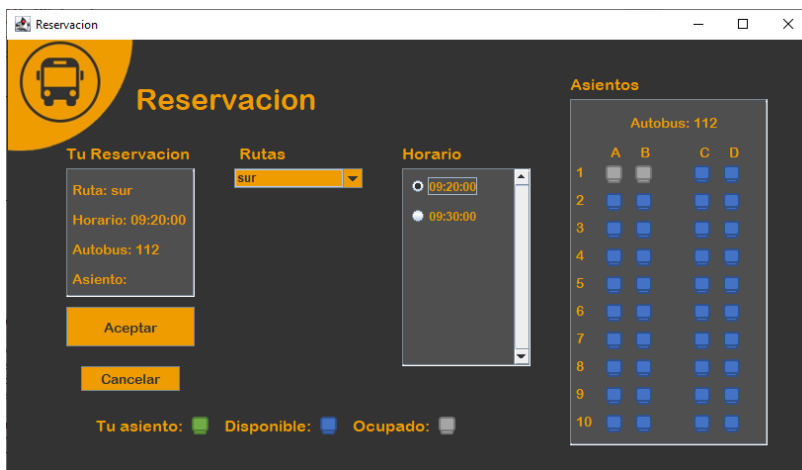 Reservacion
Reservacion
Tu Reservacion
Ruta: sur
Horario: 09:20:00
Autobus: 112
Asiento:
Aceptar
Cancelar
Rutas
sur
Horario
09:20:00
09:30:00
Asientos
Autobus: 112
A B C D
1
2
3
4
5
6
7
8
9
10
Tu asiento: Disponible: Ocupado: